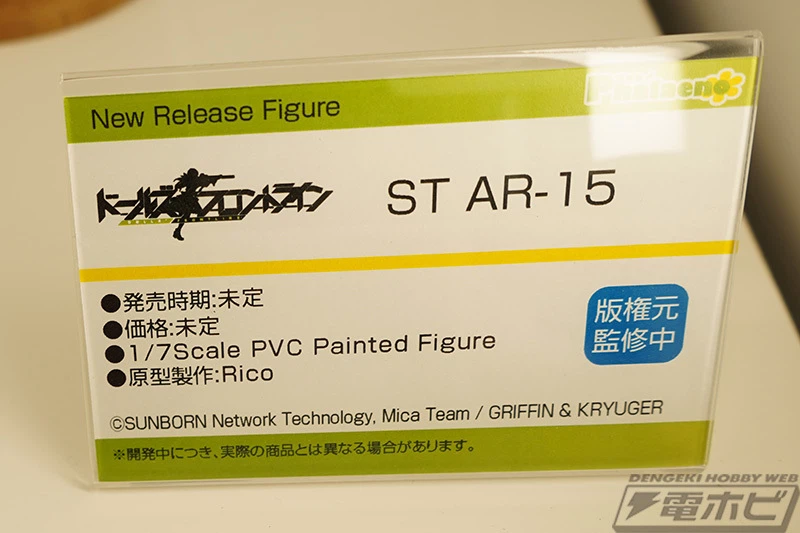 New Release Figure
Phalaeno
ドールズフロントライン
DOLLS' FRONTLINE
ST AR-15
●発売時期:未定
●価格:未定
●1/7Scale PVC Painted Figure
●原型製作:Rico
版権元
監修中
©SUNBORN Network Technology, Mica Team / GRIFFIN & KRYUGER
※開発中につき、実際の商品とは異なる場合があります。
DENGEKI HOBBY WEB
電ホビ